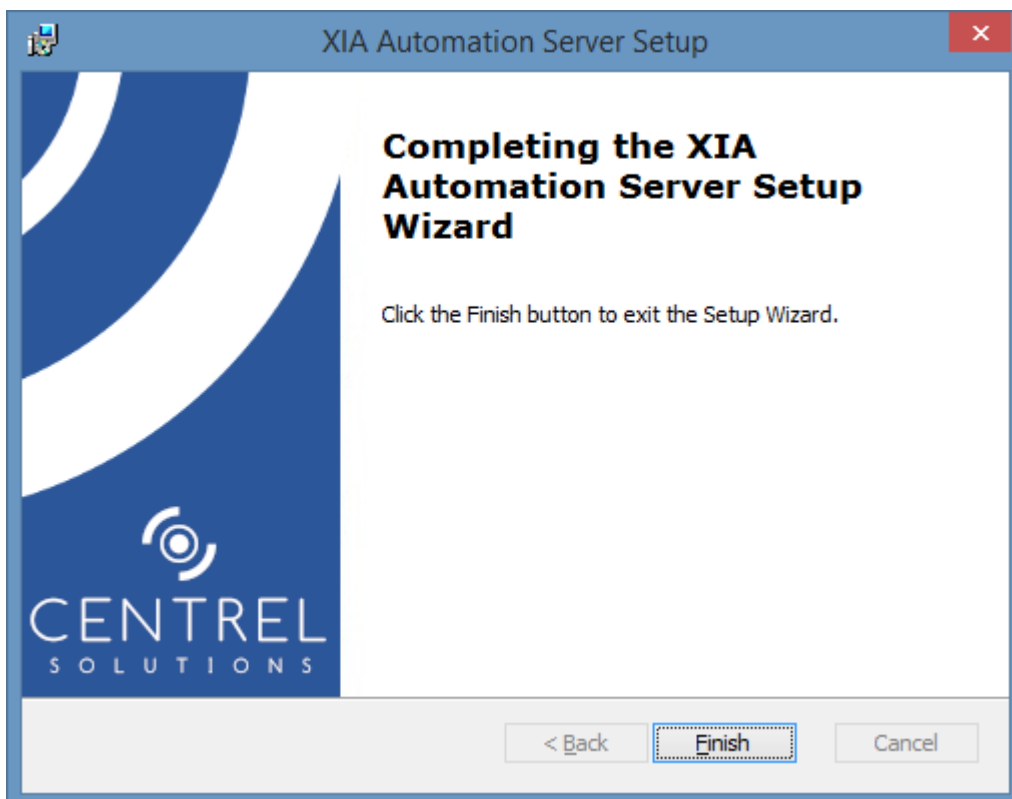 XIA Automation Server Setup
Completing the XIA
Automation Server Setup
Wizard
Click the Finish button to exit the Setup Wizard.
CENTREL
SOLUTIONS
< Back
Finish
Cancel